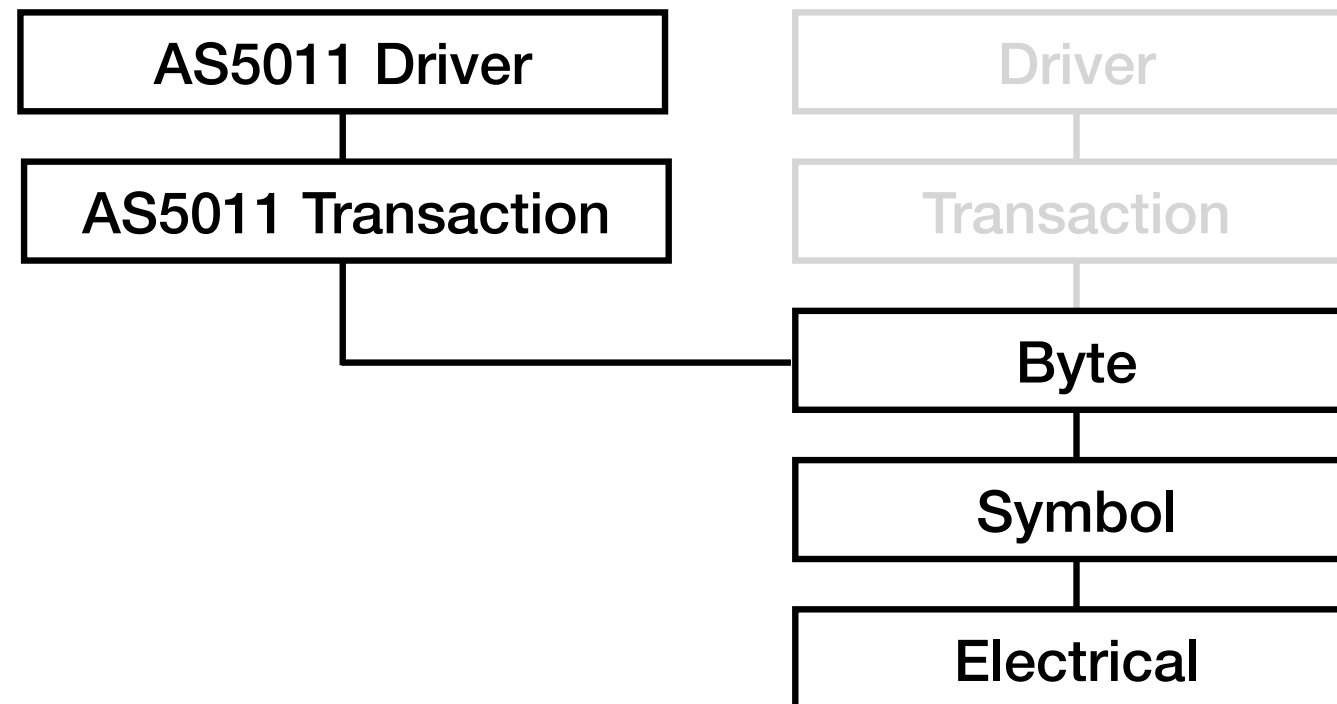 AS5011 Driver
Driver
AS5011 Transaction
Transaction
Byte
Symbol
Electrical